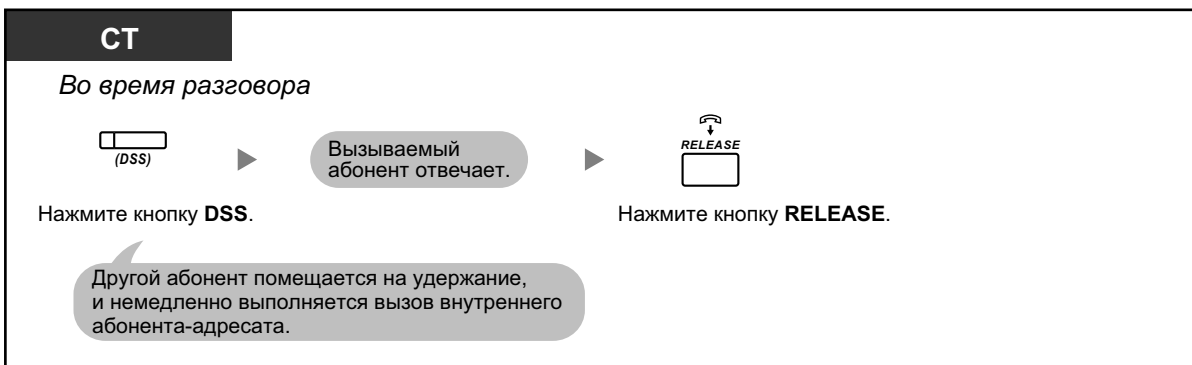 СТ
Во время разговора
(DSS)
Вызываемый
абонент отвечает.
RELEASE
Нажмите кнопку DSS.
Нажмите кнопку RELEASE.
Другой абонент помещается на удержание,
и немедленно выполняется вызов внутреннего
абонента-адресата.